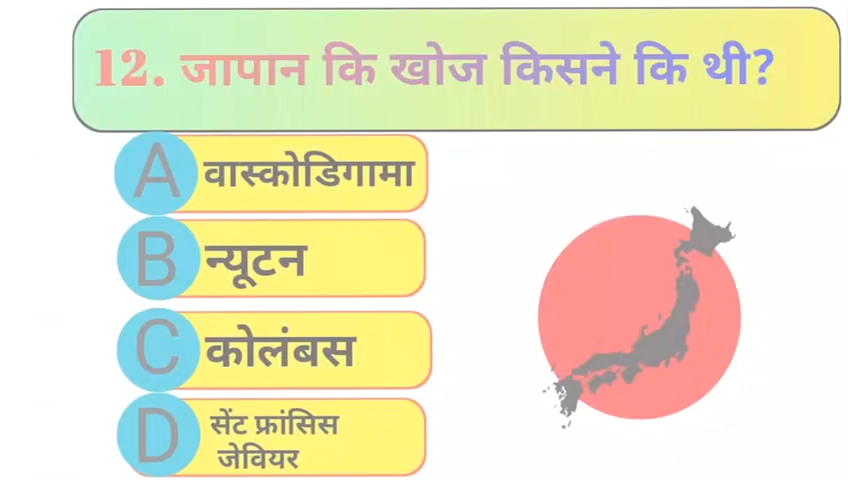 12. जापान कि खोज किसने कि थी?
A वास्कोडिगामा
B न्यूटन
C कोलंबस
D सेंट फ्रांसिस
जेवियर